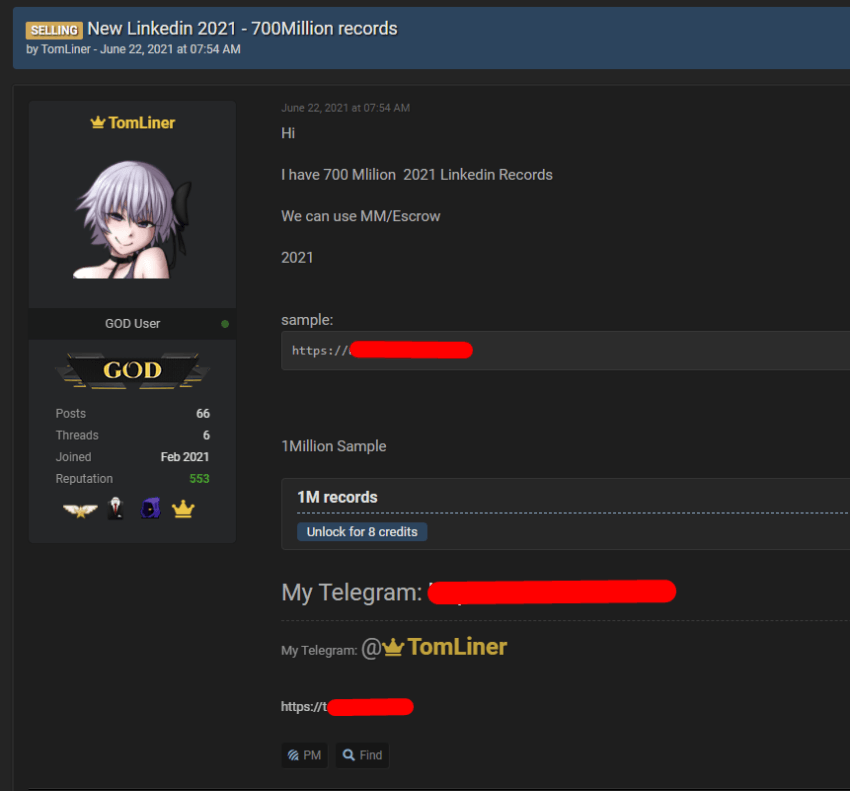 SELLING New Linkedin 2021 - 700Million records
by TomLiner - June 22, 2021 at 07:54 AM
TomLiner
GOD User
GOD
Posts 66
Threads 6
Joined Feb 2021
Reputation 553
June 22, 2021 at 07:54 AM
Hi
I have 700 Mlilion 2021 Linkedin Records
We can use MM/Escrow
2021
sample:
https://
1Million Sample
1M records
Unlock for 8 credits
My Telegram:
My Telegram: @TomLiner
https://t
PM Find